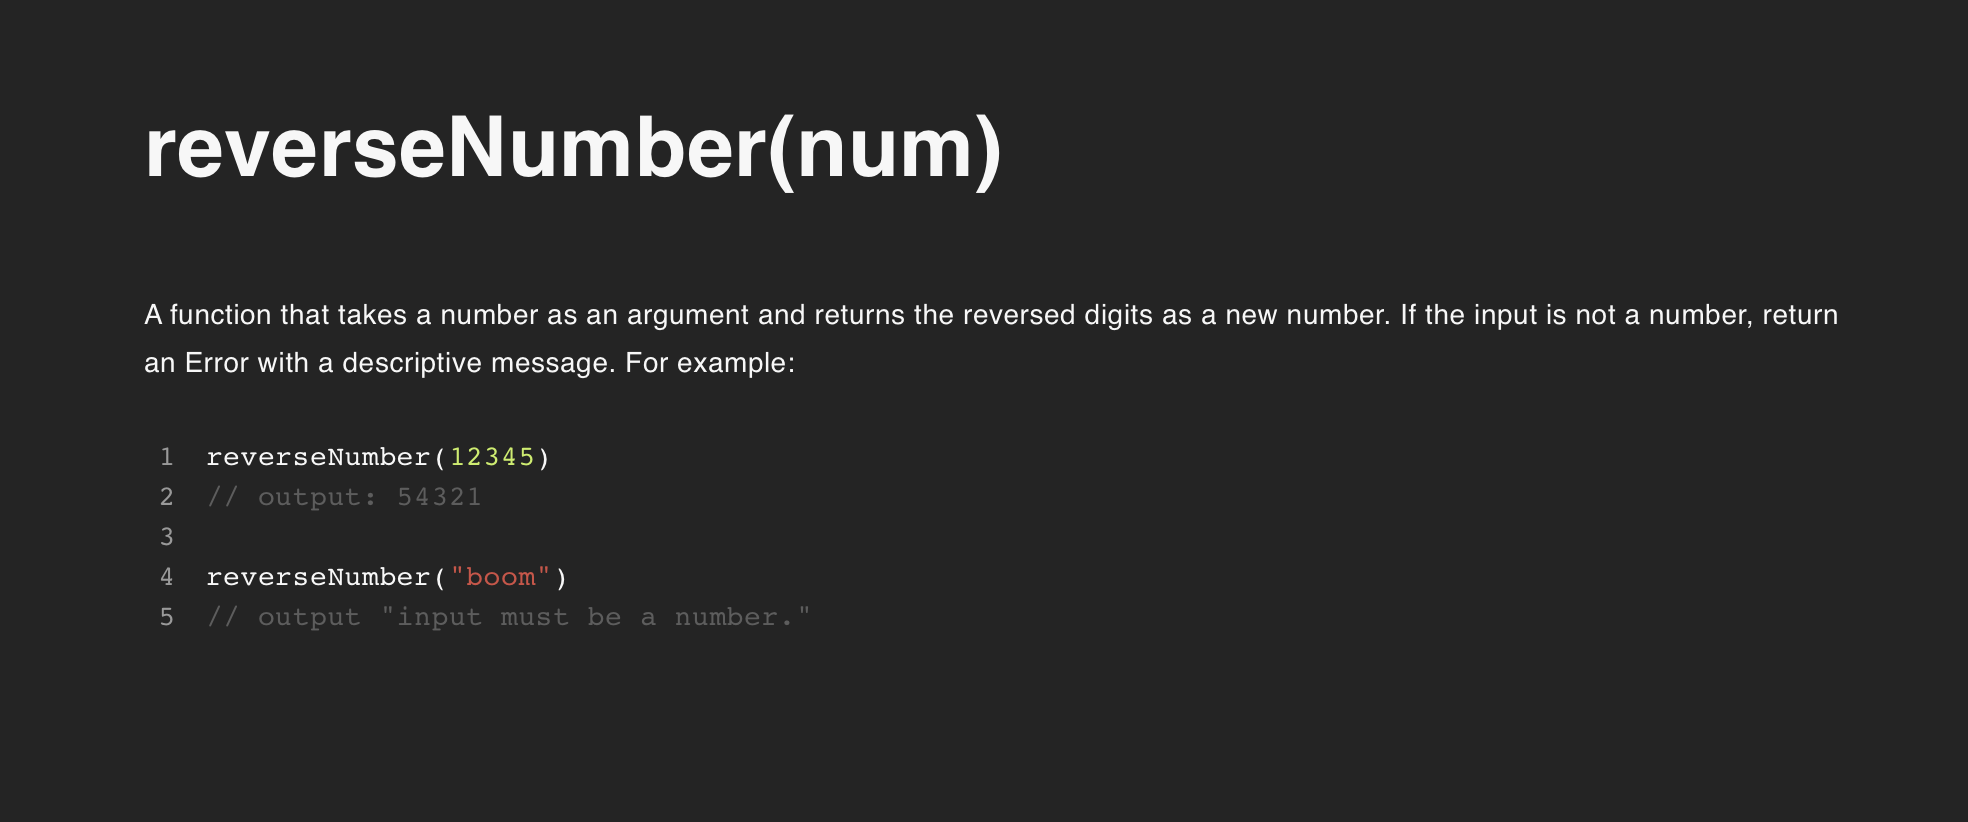 reverseNumber(num)
A function that takes a number as an argument and returns the reversed digits as a new number. If the input is not a number, return
an Error with a descriptive message. For example:
1 reverseNumber(12345)
2 // output: 54321
3
4 reverseNumber("boom")
5 // output "input must be a number."